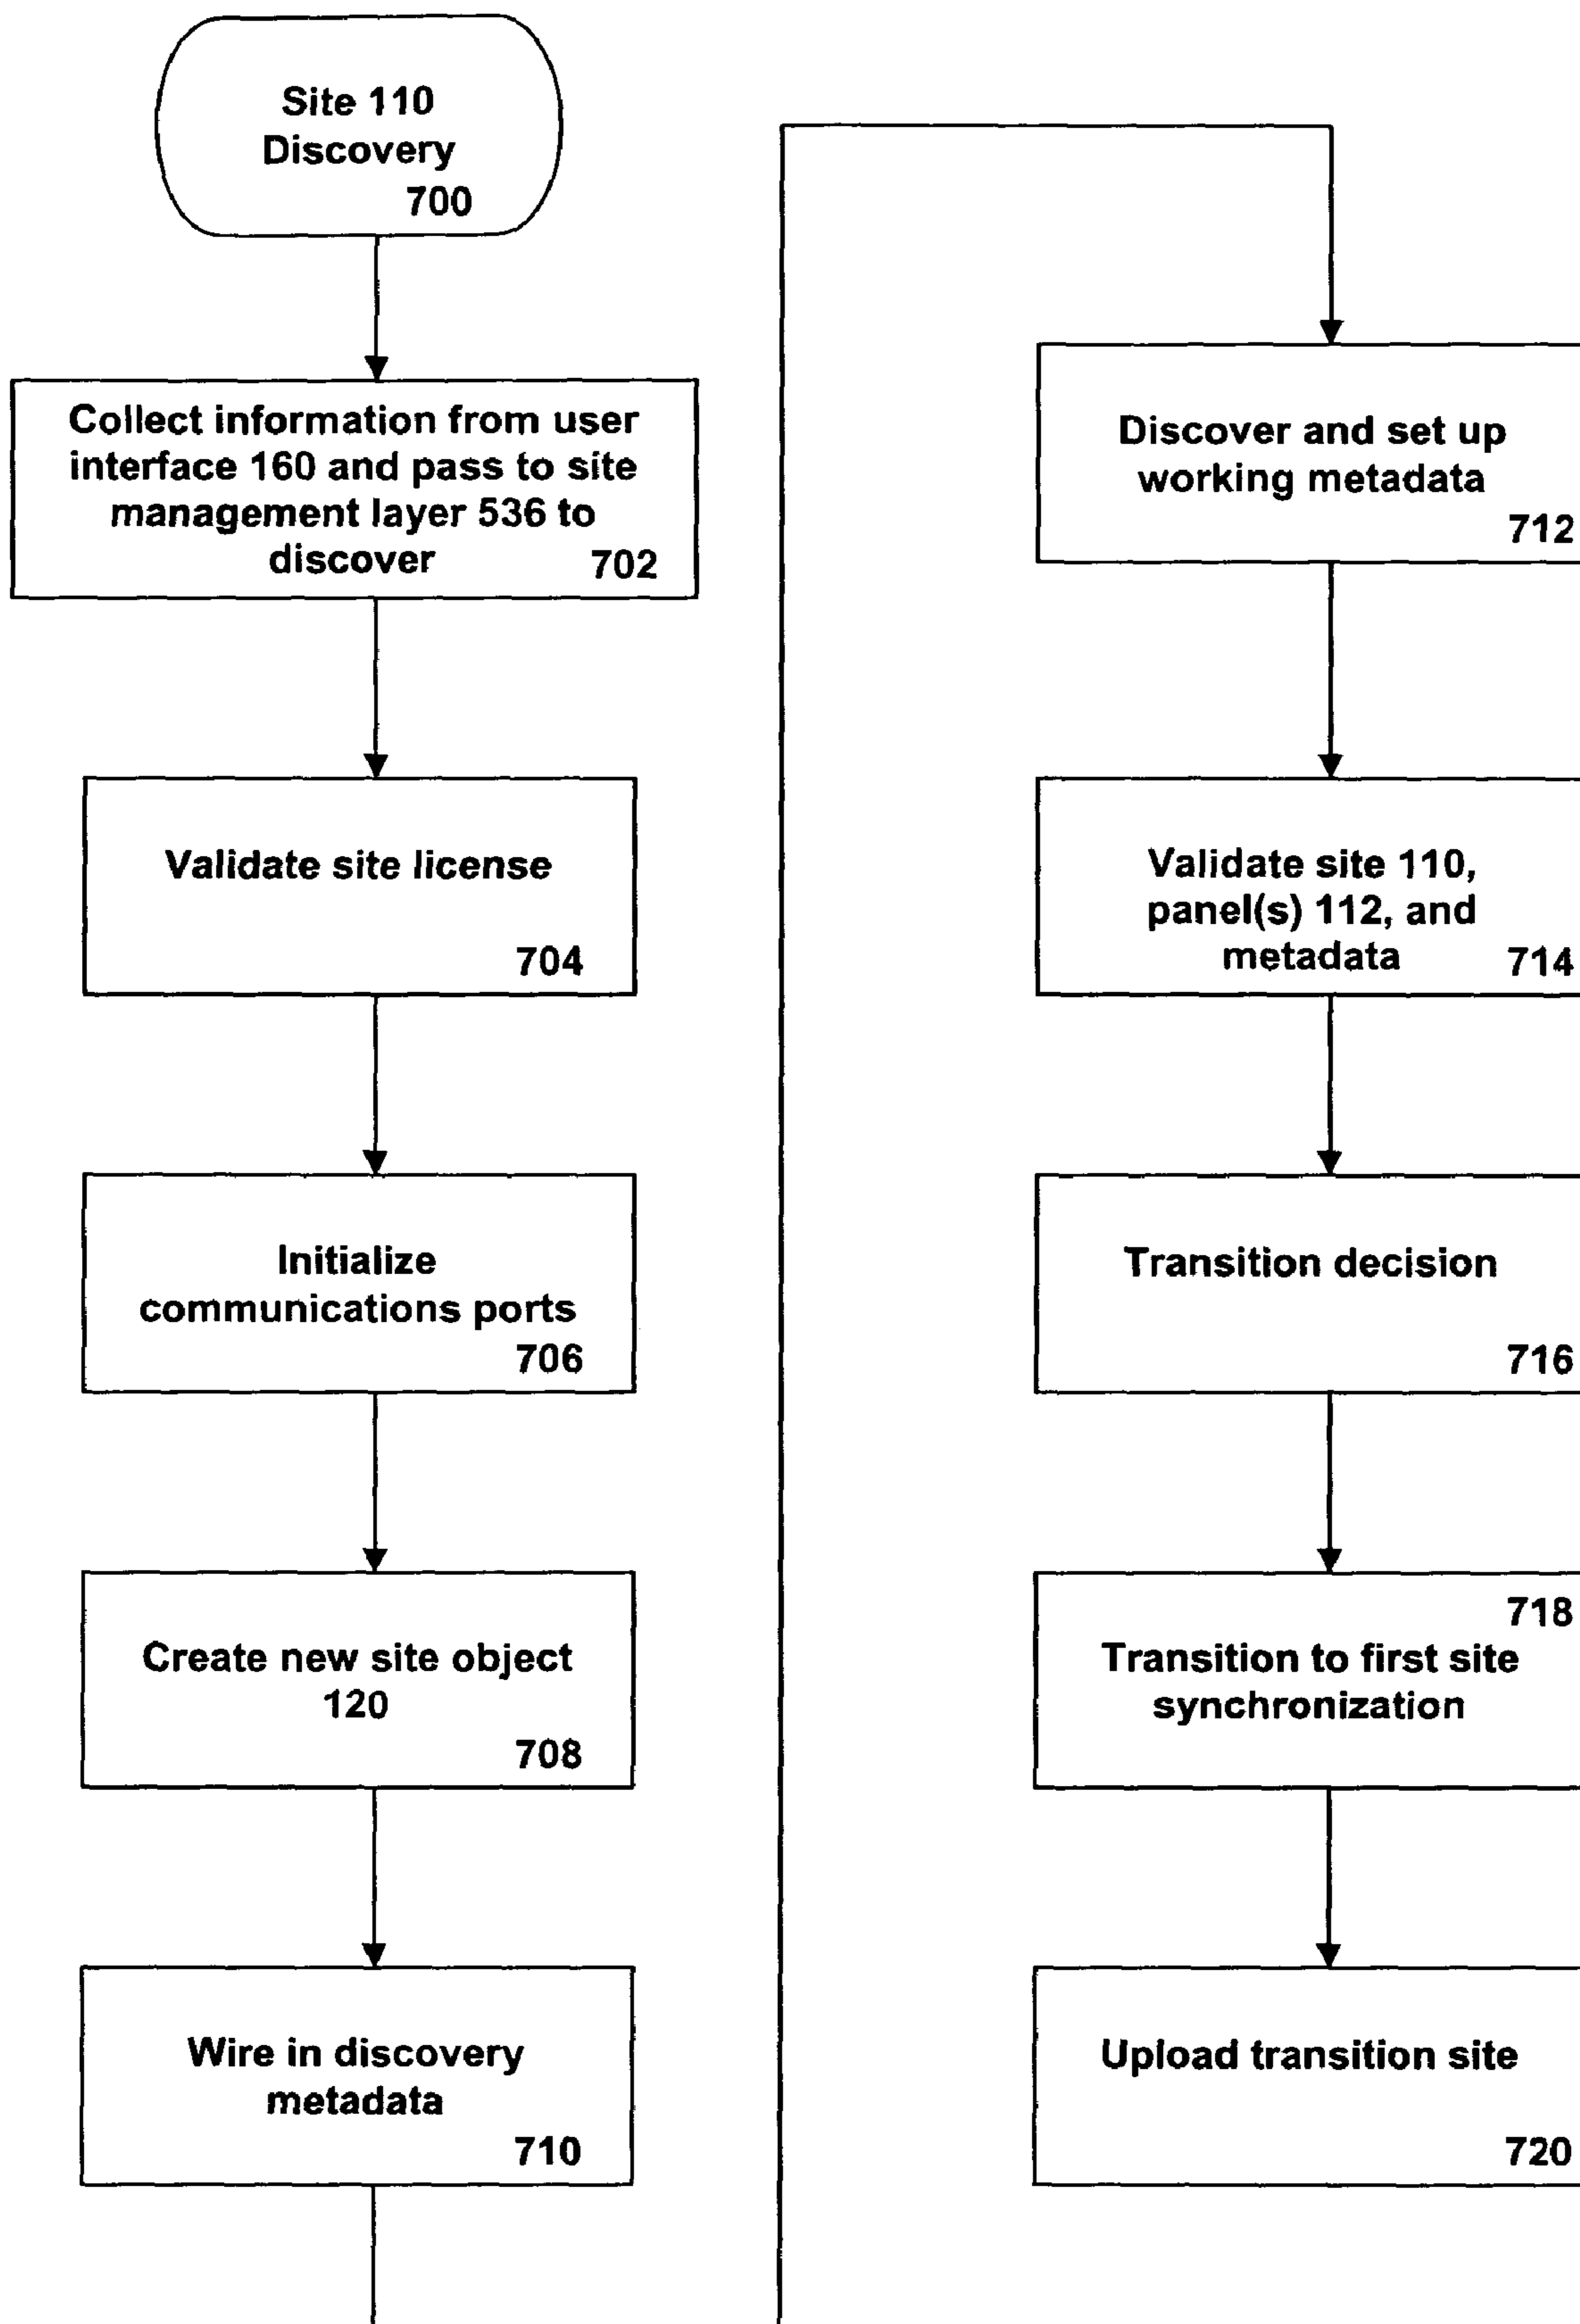 Site 110
Discovery
700
Collect information from user
interface 160 and pass to site
management layer 536 to
discover 702
Validate site license
704
Initialize
communications ports
706
Create new site object
120
708
Wire in discovery
metadata
710
Discover and set up
working metadata
712
Validate site 110,
panel(s) 112, and
metadata 714
Transition decision
716
718
Transition to first site
synchronization
Upload transition site
720